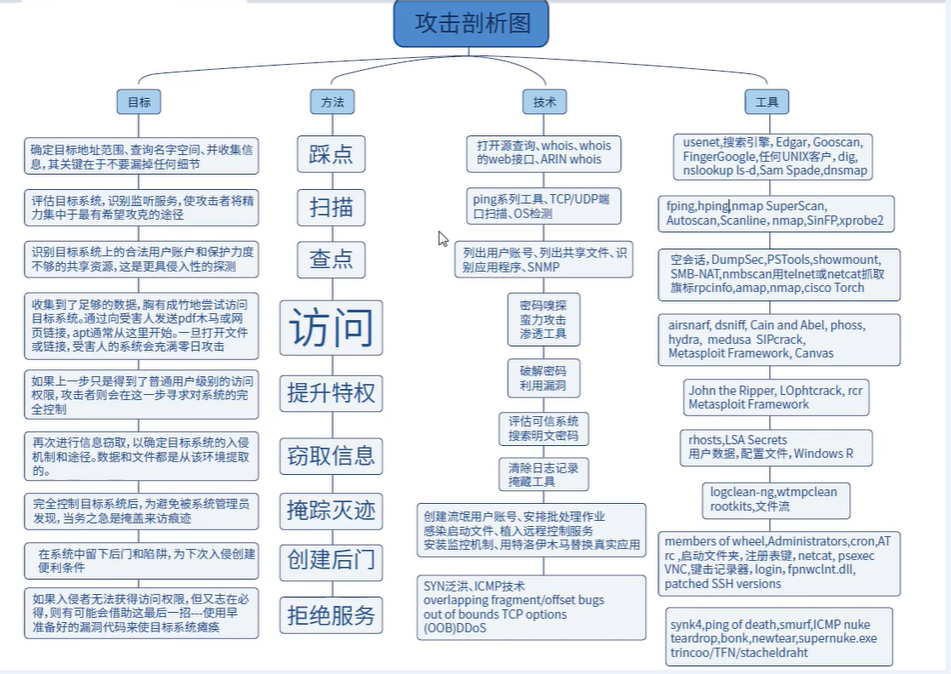 攻击剖析图
目标
方法
技术
工具
确定目标地址范围、查询名字空间、并收集信
息，其关键在于不要漏掉任何细节
踩点
打开源查询、whois、whois
的web接口、ARIN whois
usenet,搜索引擎, Edgar, Gooscan,
FingerGoogle,任何UNIX客户, dig,
nslookup ls-d,Sam Spade,dnsmap
评估目标系统，识别监听服务，使攻击者将精
力集中于最有希望攻克的途径
扫描
ping系列工具、TCP/UDP端
口扫描、OS检测
fping,hping,nmap SuperScan,
Autoscan,Scanline, nmap,SinFP,xprobe2
识别目标系统上的合法用户账户和保护力度
不够的共享资源，这是更具侵入性的探测
查点
列出用户账号、列出共享文件、识
别应用程序、SNMP
空会话, DumpSec,PSTools,showmount,
SMB-NAT,nmbscan用telnet或netcat抓取
旗标rpcinfo,amap,nmap,cisco Torch
收集到了足够的数据，胸有成竹地尝试访问
目标系统。通过向受害人发送pdf木马或网
页链接, apt通常从这里开始。一旦打开文件
或链接，受害人的系统会充满零日攻击
访问
密码嗅探
蛮力攻击
渗透工具
airsnarf, dsniff, Cain and Abel, phoss,
hydra, medusa SIPcrack,
Metasploit Framework, Canvas
如果上一步只是得到了普通用户级别的访问
权限，攻击者则会在这一步寻求对系统的完
全控制
提升特权
破解密码
利用漏洞
John the Ripper, LOphtcrack, rcr
Metasploit Framework
再次进行信息窃取，以确定目标系统的入侵
机制和途径。数据和文件都是从该环境提取
的。
窃取信息
评估可信系统
搜索明文密码
rhosts,LSA Secrets
用户数据，配置文件，Windows R
完全控制目标系统后，为避免被系统管理员
发现，当务之急是掩盖来访痕迹
掩踪灭迹
清除日志记录
掩藏工具
logclean-ng,wtmpclean
rootkits,文件流
在系统中留下后门和陷阱，为下次入侵创建
便利条件
创建后门
创建流氓用户账号、安排批处理作业
感染启动文件、植入远程控制服务
安装监控机制、用特洛伊木马替换真实应用
members of wheel,Administrators,cron,AT
rc ,启动文件夹，注册表键, netcat, psexec
VNC,键击记录器, login, fpnwclnt.dll,
patched SSH versions
如果入侵者无法获得访问权限，但又志在必
得，则有可能会借助这最后一招---使用早
准备好的漏洞代码来使目标系统瘫痪
拒绝服务
SYN泛洪、ICMP技术
overlapping fragment/offset bugs
out of bounds TCP options
(OOB)DDoS
synk4,ping of death,smurf,ICMP nuke
teardrop,bonk,newtear,supernuke.exe
trincoo/TFN/stacheldraht